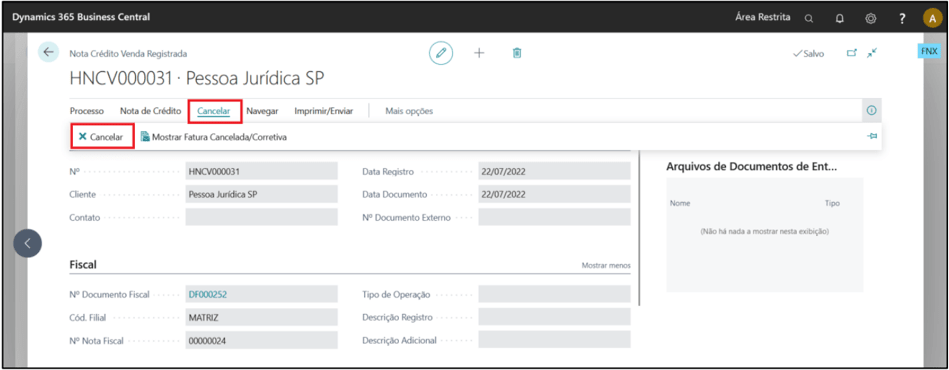 Dynamics 365 Business Central Área Restrita ? A
Nota Crédito Venda Registrada Salvo FNX
HNCV000031 · Pessoa Jurídica SP
Processo Nota de Crédito Cancelar Navegar Imprimir/Enviar Mais opções
Cancelar Mostrar Fatura Cancelada/Corretiva
Nº HNCV000031 Data Registro 22/07/2022 Arquivos de Documentos de Ent...
Cliente Pessoa Jurídica SP Data Documento 22/07/2022
Contato Nº Documento Externo Nome Tipo
(Não há nada a mostrar nesta exibição)
Fiscal Mostrar menos
Nº Documento Fiscal DF000252 Tipo de Operação
Cód. Filial MATRIZ Descrição Registro
Nº Nota Fiscal 00000024 Descrição Adicional